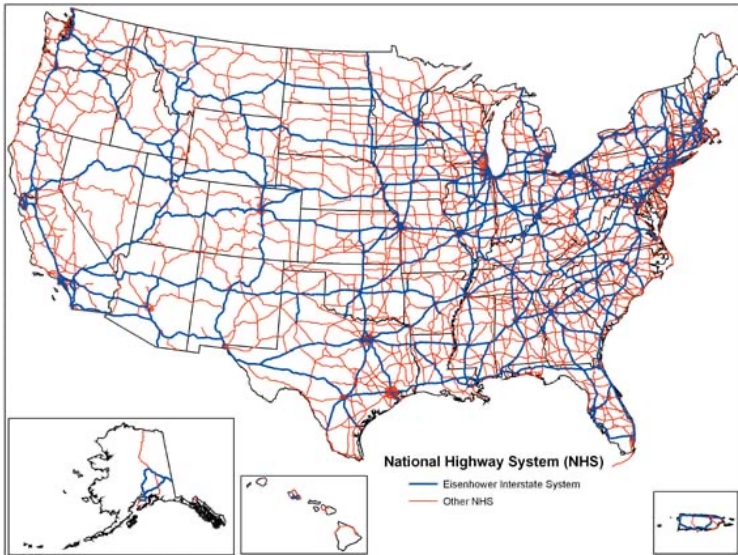 National Highway System (NHS)
Eisenhower Interstate System
Other NHS